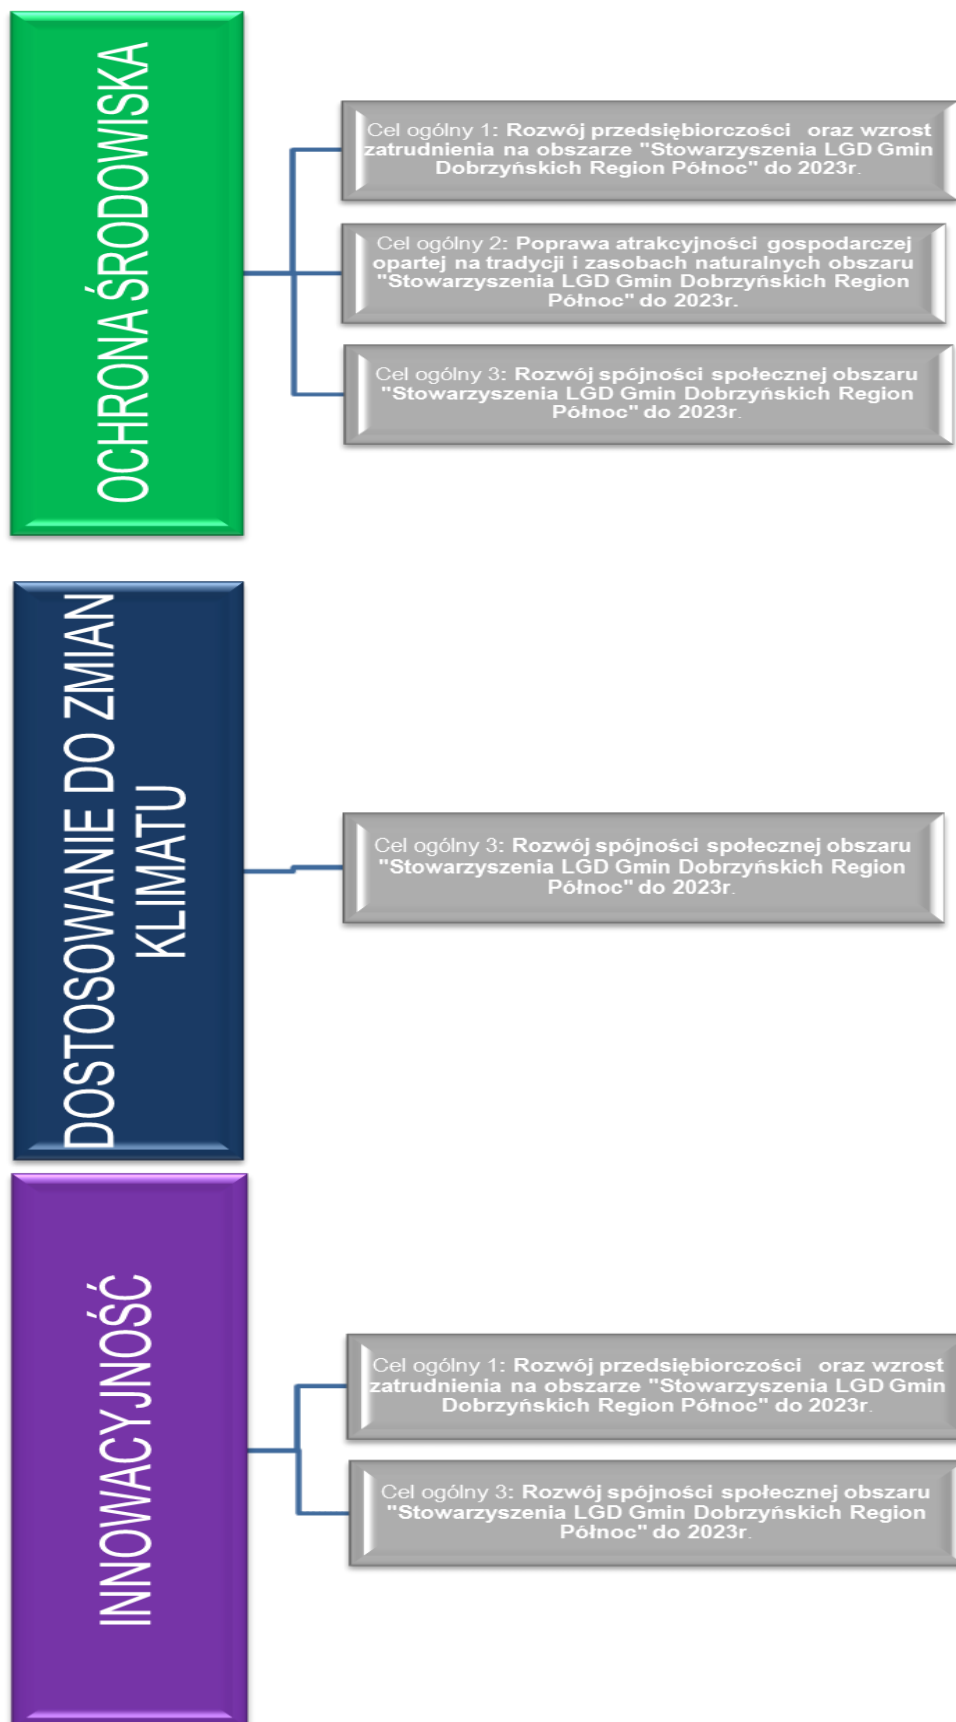 OCHRONA ŚRODOWISKA
Cel ogólny 1: Rozwój przedsiębiorczości oraz wzrost
zatrudnienia na obszarze "Stowarzyszenia LGD Gmin
Dobrzyńskich Region Północ" do 2023r.
Cel ogólny 2: Poprawa atrakcyjności gospodarczej
opartej na tradycji i zasobach naturalnych obszaru
"Stowarzyszenia LGD Gmin Dobrzyńskich Region
Północ" do 2023r.
Cel ogólny 3: Rozwój spójności społecznej obszaru
"Stowarzyszenia LGD Gmin Dobrzyńskich Region
Północ" do 2023r.
DOSTOSOWANIE DO ZMIAN
KLIMATU
Cel ogólny 3: Rozwój spójności społecznej obszaru
"Stowarzyszenia LGD Gmin Dobrzyńskich Region
Północ" do 2023r.
INNOWACYJNOŚĆ
Cel ogólny 1: Rozwój przedsiębiorczości oraz wzrost
zatrudnienia na obszarze "Stowarzyszenia LGD Gmin
Dobrzyńskich Region Północ" do 2023r.
Cel ogólny 3: Rozwój spójności społecznej obszaru
"Stowarzyszenia LGD Gmin Dobrzyńskich Region
Północ" do 2023r.